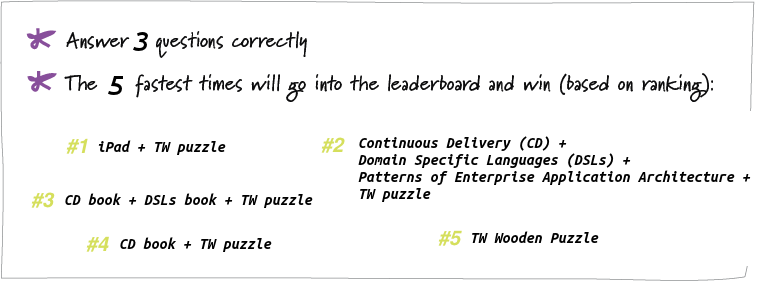 Answer 3 questions correctly
The 5 fastest times will go into the leaderboard and win (based on ranking):
#1 iPad + TW puzzle
#2 Continuous Delivery (CD) +
Domain Specific Languages (DSLs) +
Patterns of Enterprise Application Architecture +
TW puzzle
#3 CD book + DSLs book + TW puzzle
#4 CD book + TW puzzle
#5 TW Wooden Puzzle